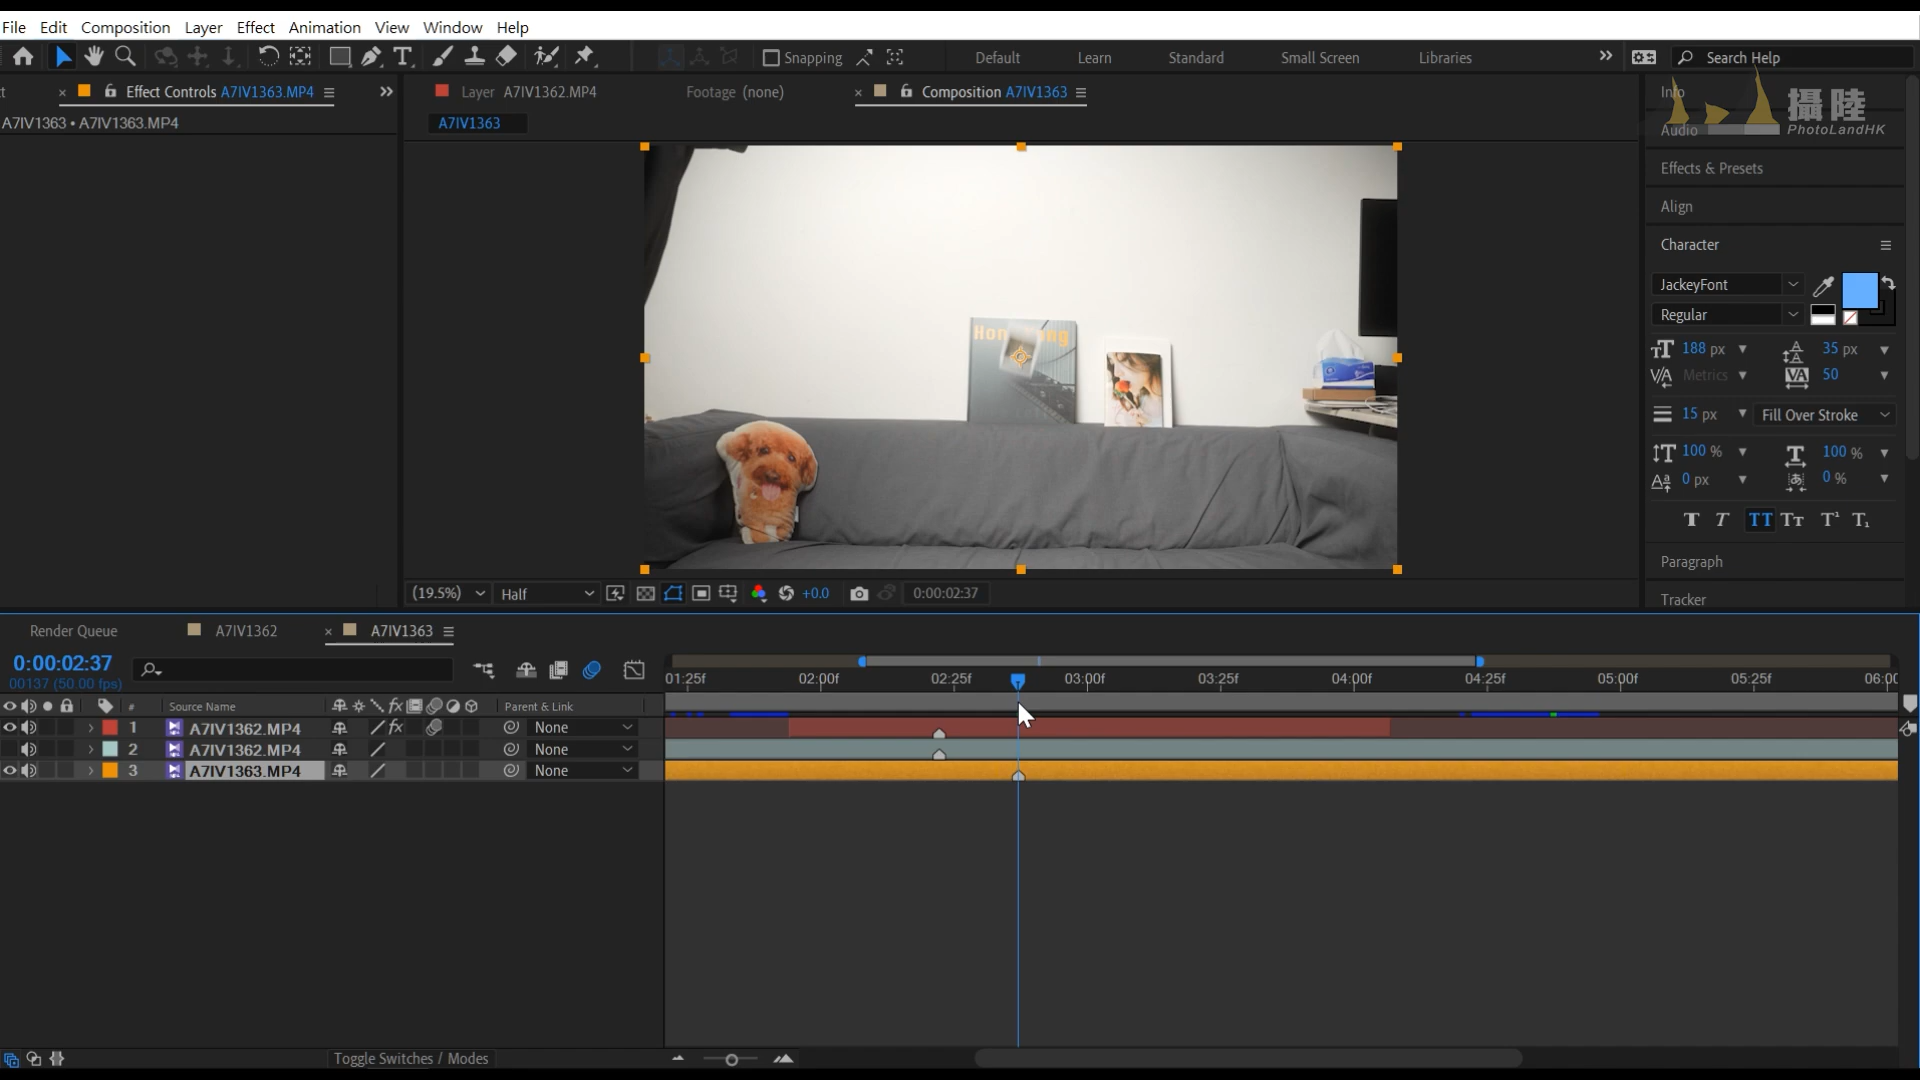 File Edit Composition Layer Effect Animation View Window Help
Snapping Default Learn Standard Small Screen Libraries Search Help
Effect Controls A7IV1363.MP4
Layer A7IV1362.MP4 Footage (none) Composition A7IV1363
Info
攝陸
PhotoLandHK
A7IV1363 • A7IV1363.MP4
A7IV1363
Audio
Effects & Presets
Align
Character
JackeyFont
Regular
188 px 35 px
Metrics 50
15 px Fill Over Stroke
100 % 100 %
0 px 0 %
Paragraph
Tracker
(19.5%) Half +0.0 0:00:02:37
Render Queue A7IV1362 A7IV1363
0:00:02:37
00137 (50.00 fps)
01:25f 02:00f 02:25f 03:00f 03:25f 04:00f 04:25f 05:00f 05:25f 06:00
# Source Name Parent & Link
1 A7IV1362.MP4 None
2 A7IV1362.MP4 None
3 A7IV1363.MP4 None
Toggle Switches / Modes